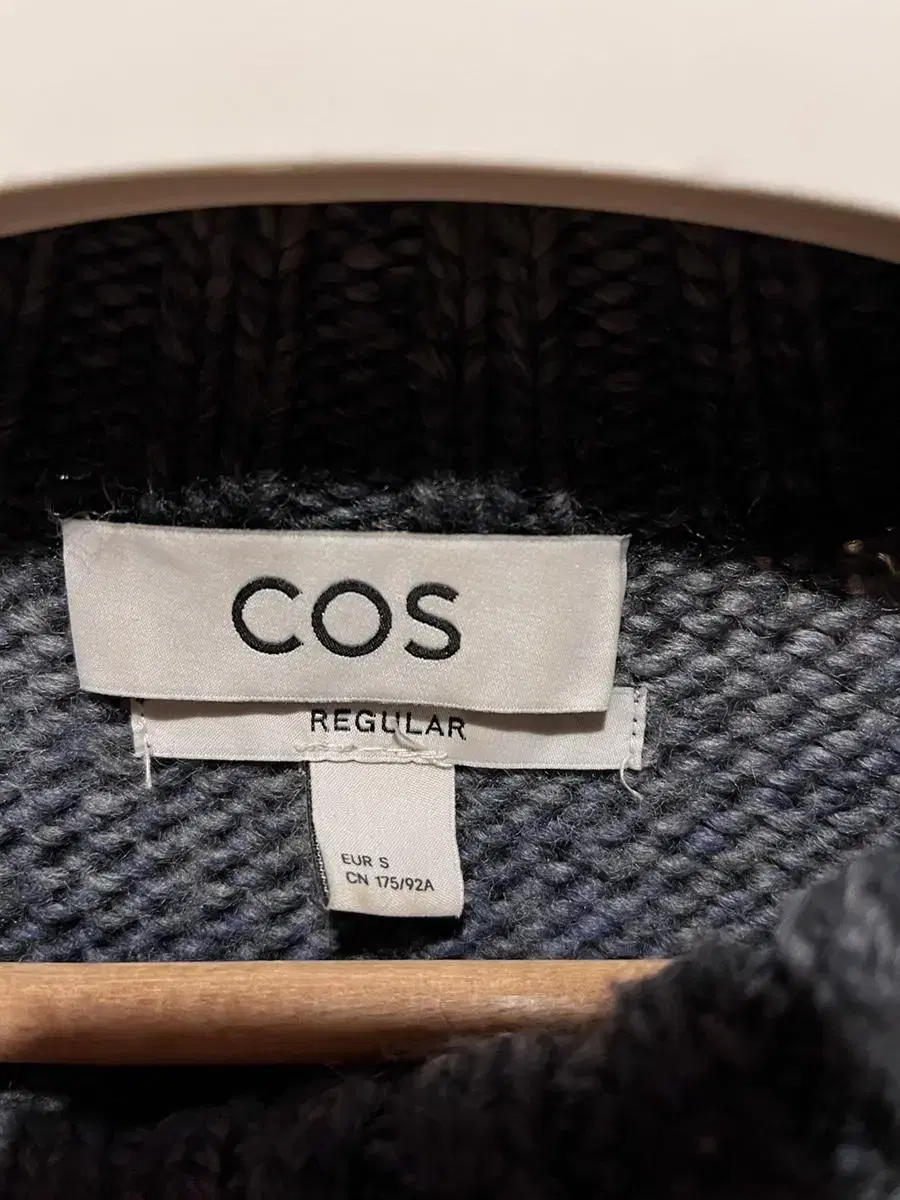 COS
REGULAR
EUR S
CN 175/92A